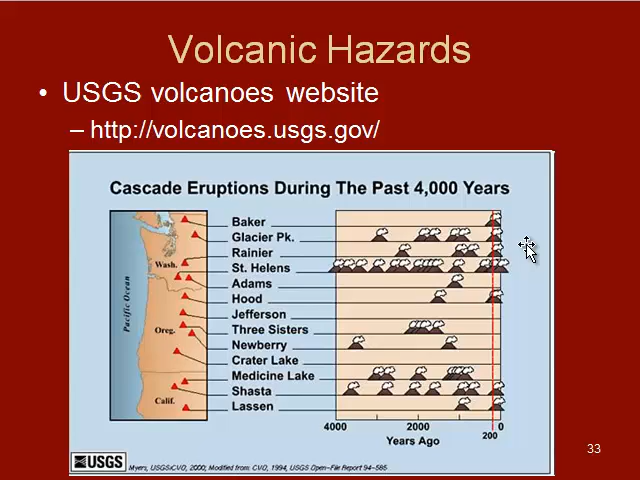 Volcanic Hazards
• USGS volcanoes website
– http://volcanoes.usgs.gov/
Cascade Eruptions During The Past 4,000 Years
Baker
Glacier Pk.
Rainier
Wash.
St. Helens
Adams
Hood
Pacific Ocean
Jefferson
Oreg.
Three Sisters
Newberry
Crater Lake
Medicine Lake
Shasta
Calif.
Lassen
4000 2000 0
200
Years Ago
33
USGS
Myers, USGS/CVO, 2000; Modified from: CVO, 1994, USGS Open-File Report 94-585